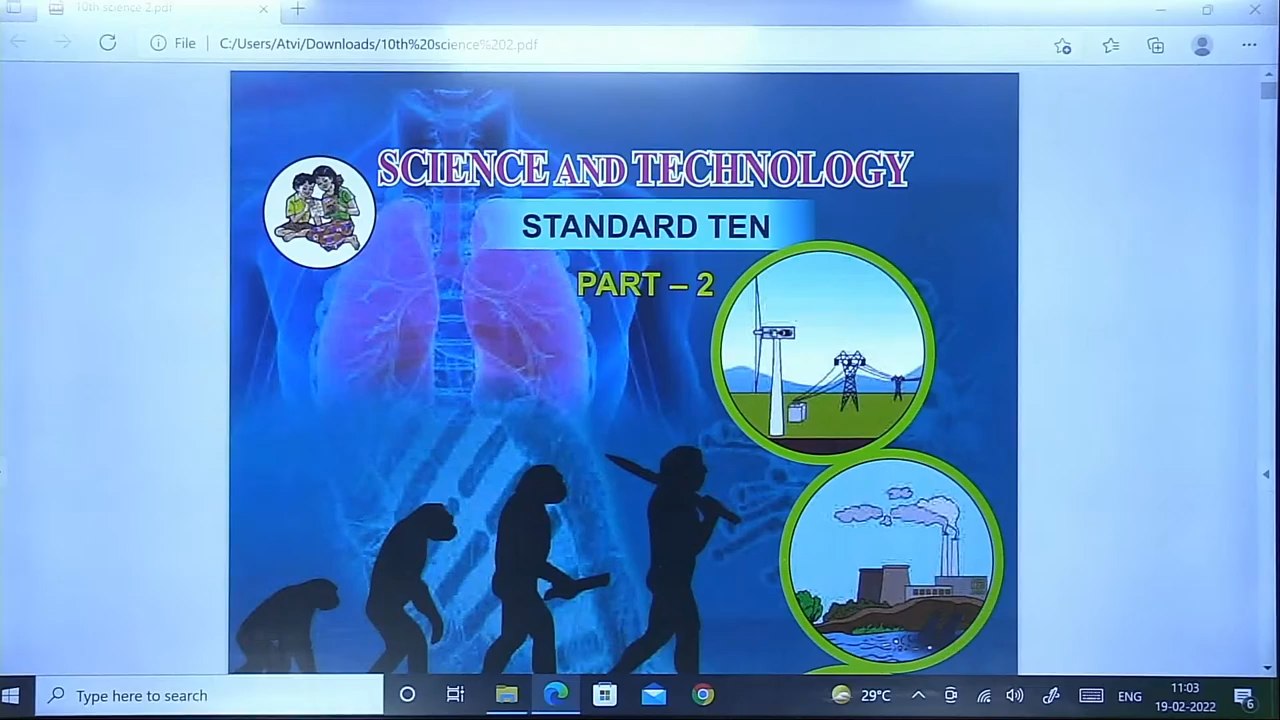 10th science 2.pdf
File
C:/Users/Atvi/Downloads/10th%20science%202.pdf
SCIENCE AND TECHNOLOGY
STANDARD TEN
PART – 2
Type here to search
29°C
ENG
11:03
19-02-2022
6